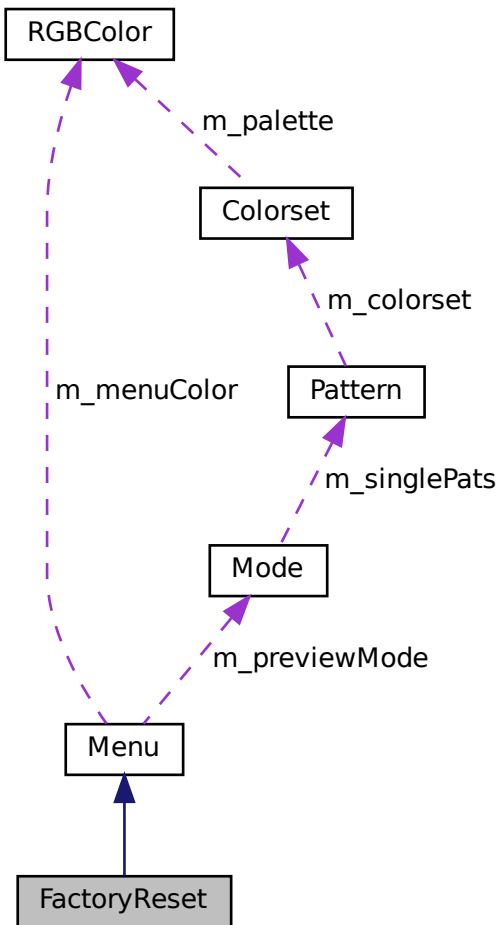 RGBColor
m_palette
Colorset
m_colorset
Pattern
m_menuColor
m_singlePats
Mode
m_previewMode
Menu
FactoryReset